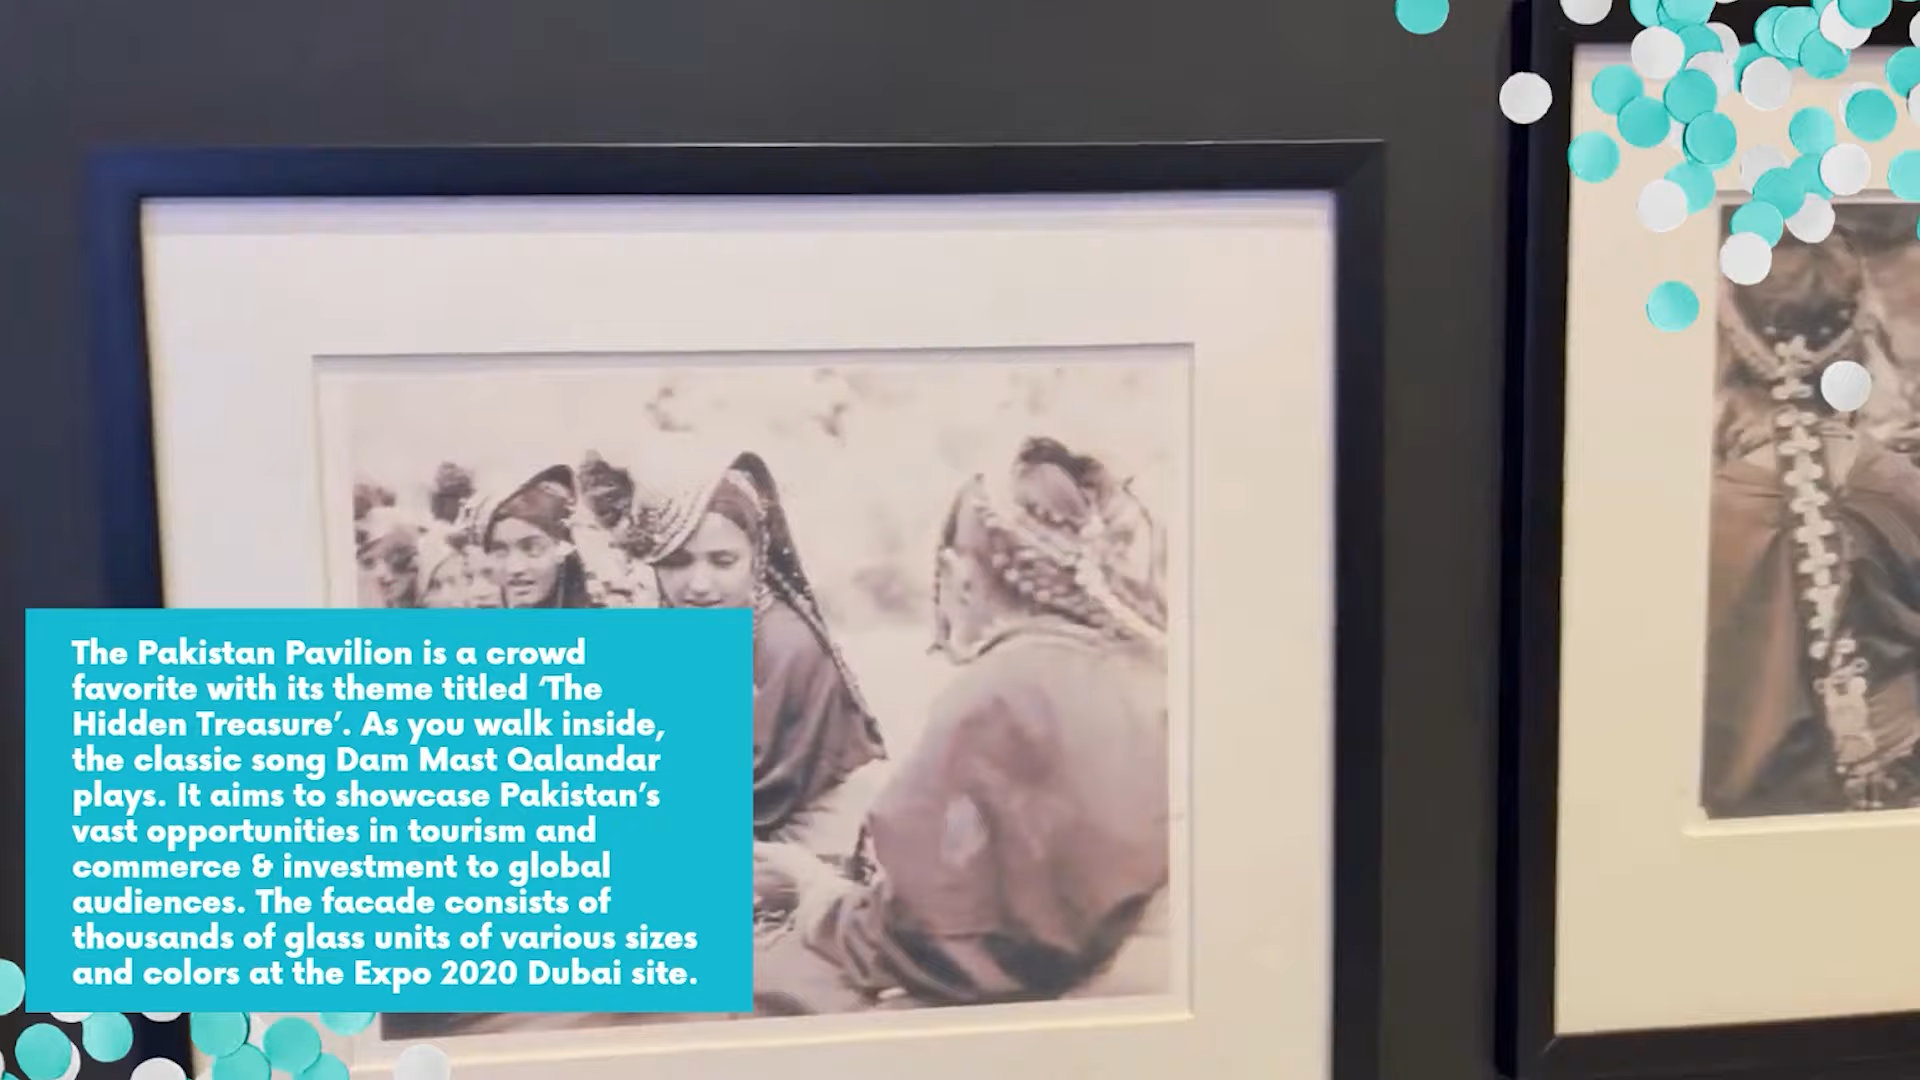 The Pakistan Pavilion is a crowd
favorite with its theme titled ‘The
Hidden Treasure’. As you walk inside,
the classic song Dam Mast Qalandar
plays. It aims to showcase Pakistan’s
vast opportunities in tourism and
commerce & investment to global
audiences. The facade consists of
thousands of glass units of various sizes
and colors at the Expo 2020 Dubai site.